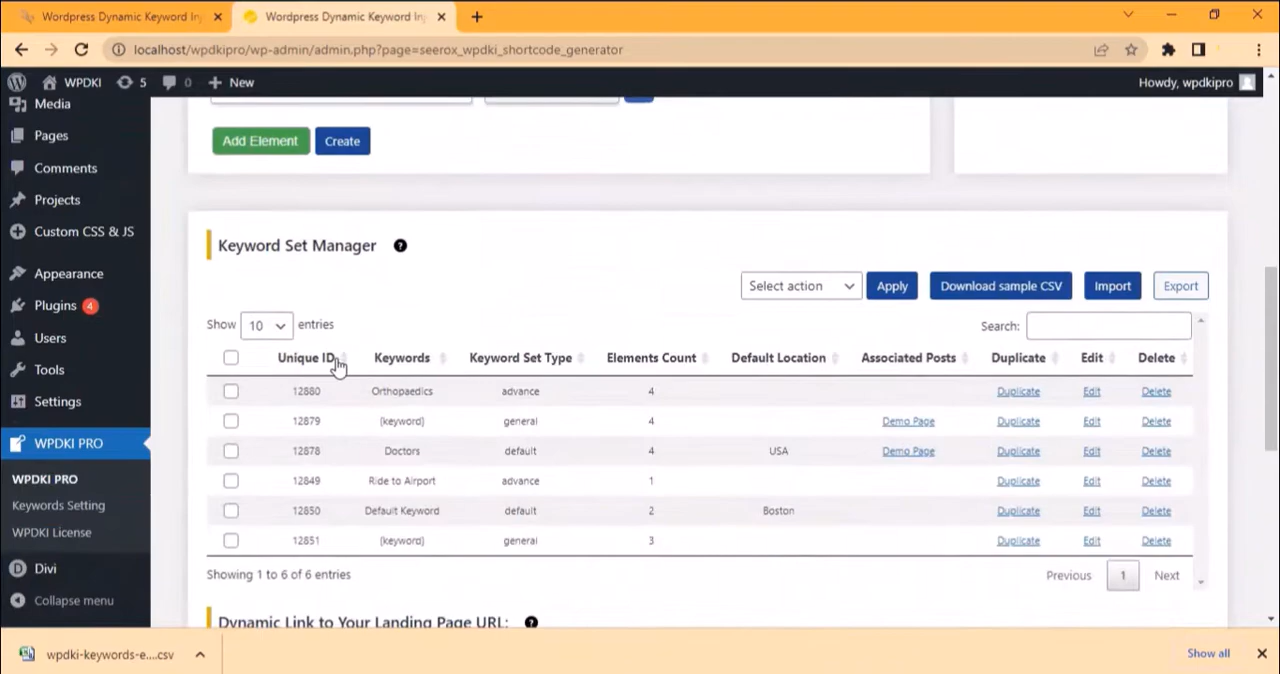 Wordpress Dynamic Keyword In
Wordpress Dynamic Keyword In
localhost/wpdkipro/wp-admin/admin.php?page=seerox_wpdki_shortcode_generator
WPDKI 5 0 New Howdy, wpdkipro
Media
Pages
Comments
Projects
Custom CSS & JS
Appearance
Plugins 4
Users
Tools
Settings
WPDKI PRO
WPDKI PRO
Keywords Setting
WPDKI License
Divi
Collapse menu
Add Element Create
Keyword Set Manager ?
Select action Apply Download sample CSV Import Export
Show 10 entries Search:
Unique ID Keywords Keyword Set Type Elements Count Default Location Associated Posts Duplicate Edit Delete
12880 Orthopaedics advance 4 Duplicate Edit Delete
12879 {keyword} general 4 Demo Page Duplicate Edit Delete
12878 Doctors default 4 USA Demo Page Duplicate Edit Delete
12849 Ride to Airport advance 1 Duplicate Edit Delete
12850 Default Keyword default 2 Boston Duplicate Edit Delete
12851 {keyword} general 3 Duplicate Edit Delete
Showing 1 to 6 of 6 entries Previous 1 Next
Dynamic Link to Your Landing Page URL: ?
wpdki-keywords-e....csv Show all